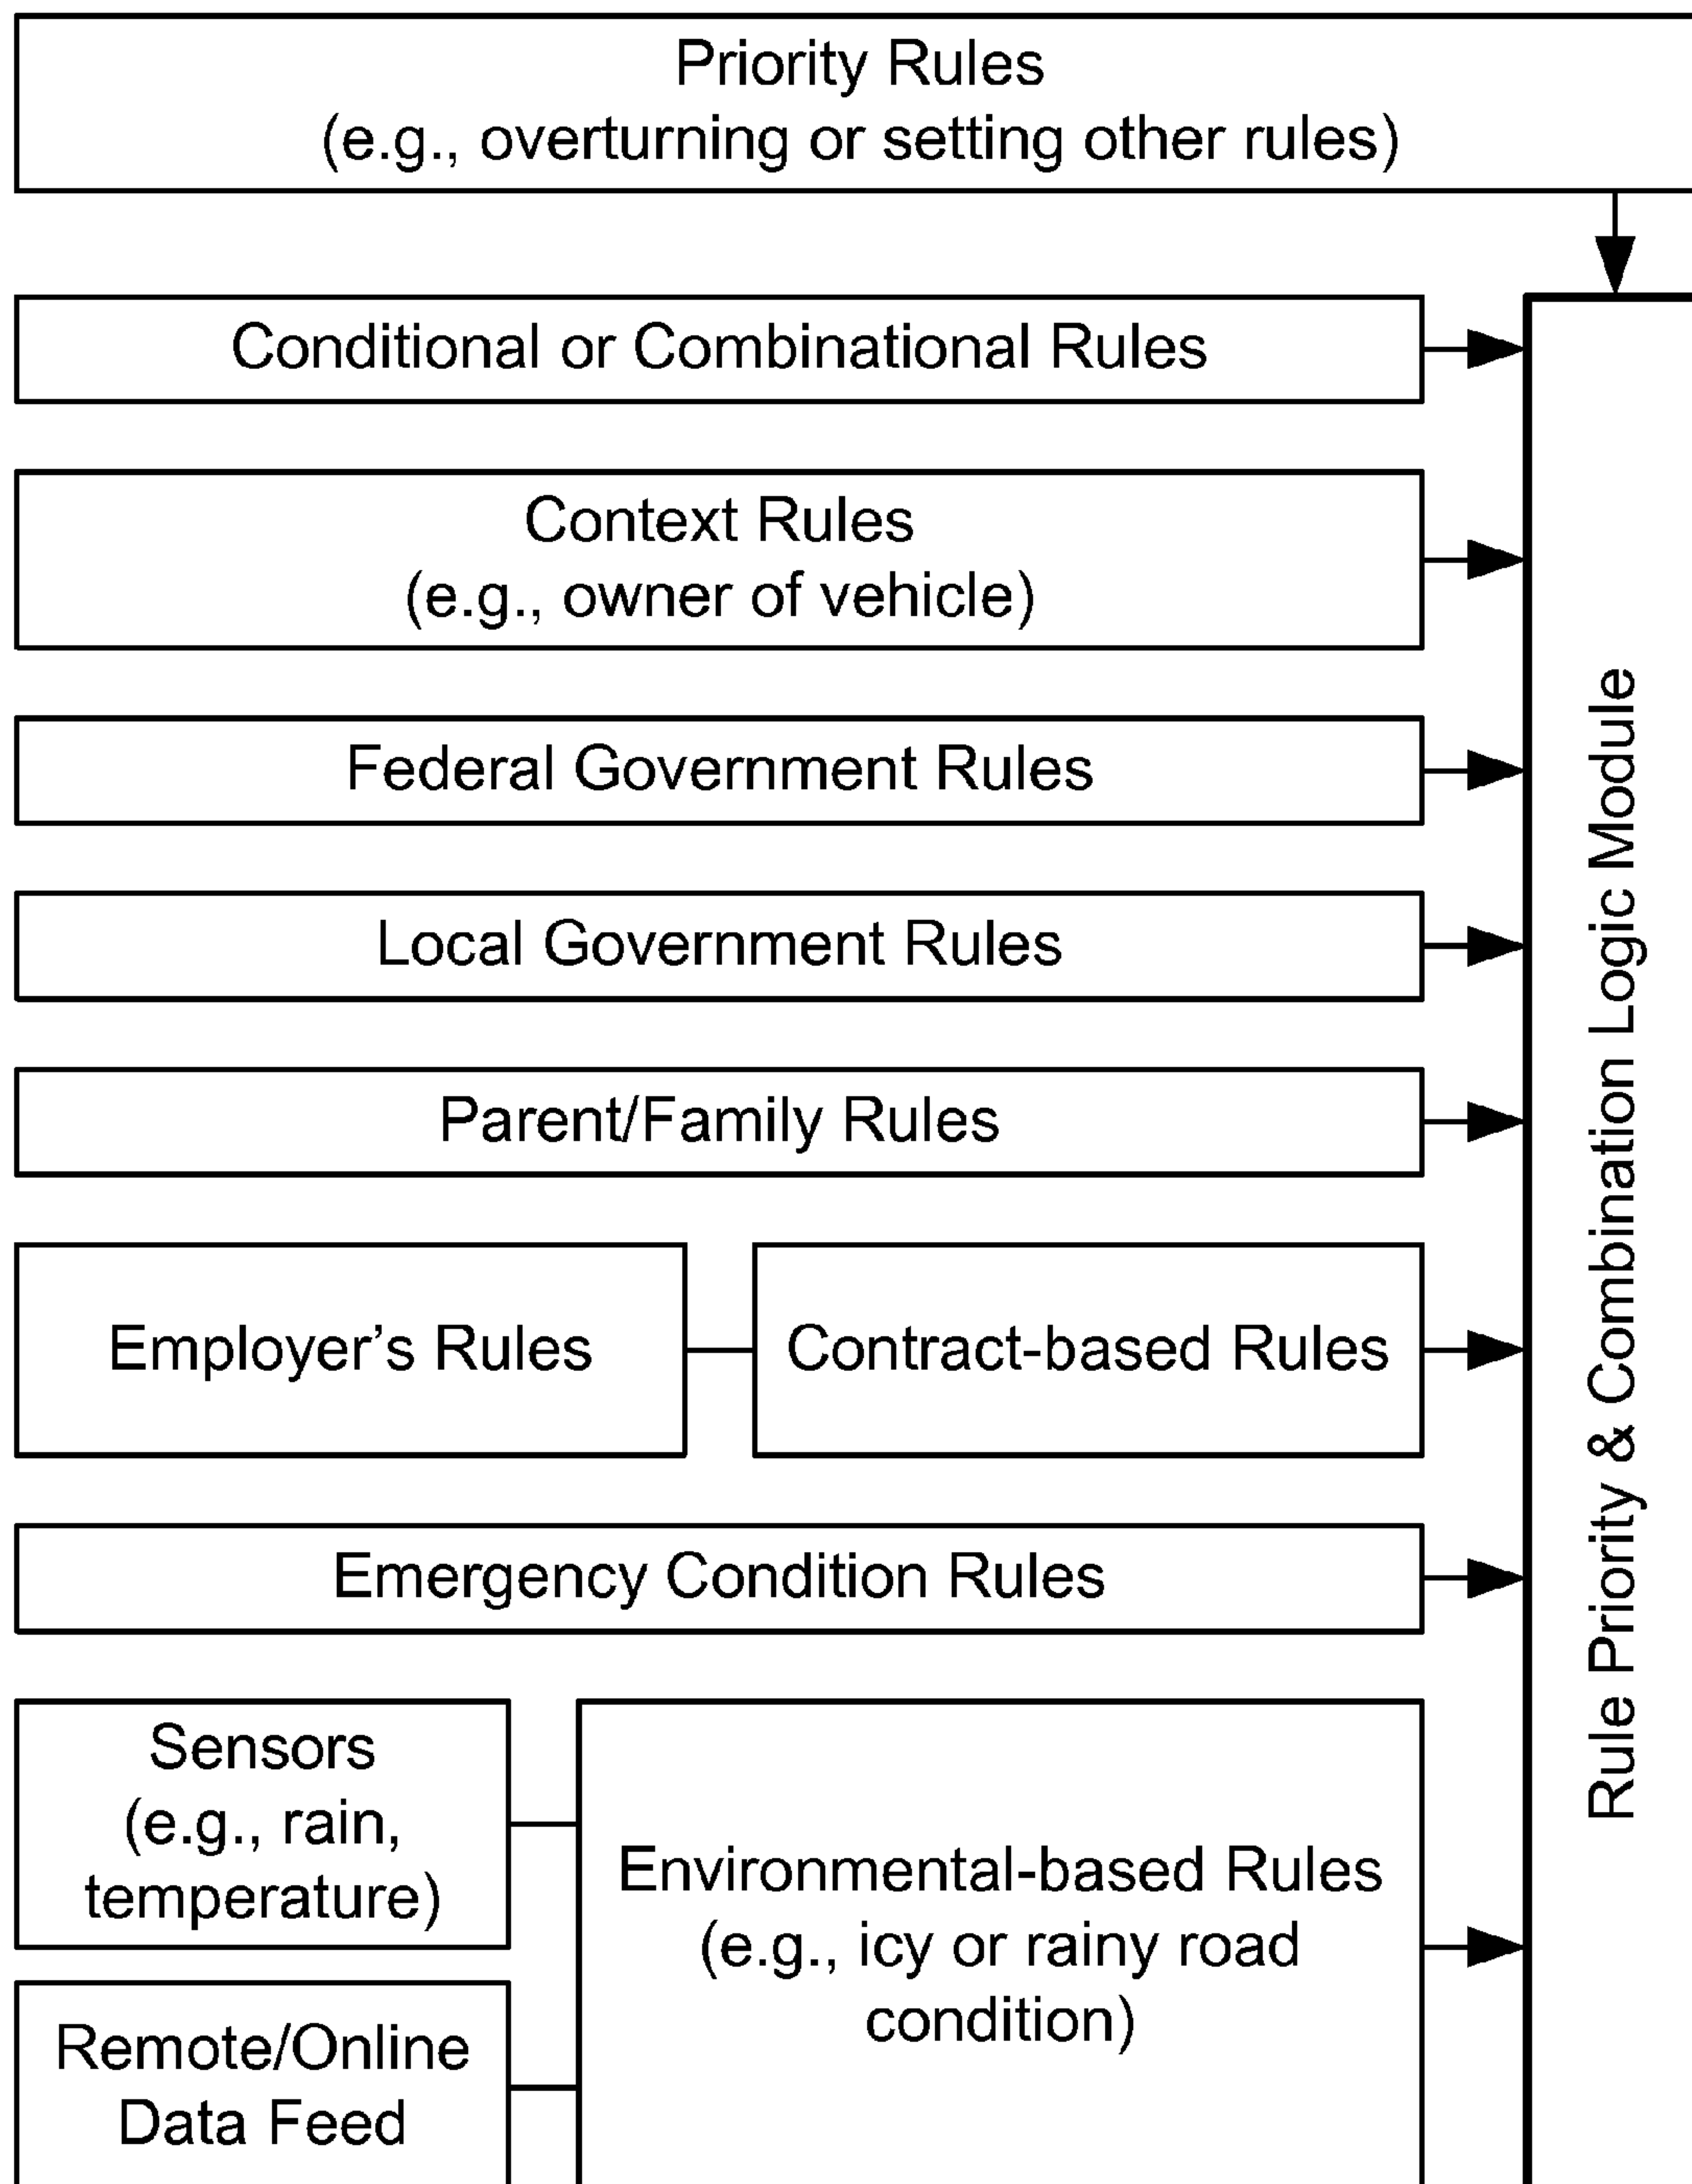 Priority Rules
(e.g., overturning or setting other rules)
Conditional or Combinational Rules
Context Rules
(e.g., owner of vehicle)
Federal Government Rules
Local Government Rules
Parent/Family Rules
Employer’s Rules
Contract-based Rules
Emergency Condition Rules
Sensors
(e.g., rain,
temperature)
Remote/Online
Data Feed
Environmental-based Rules
(e.g., icy or rainy road
condition)
Rule Priority & Combination Logic Module